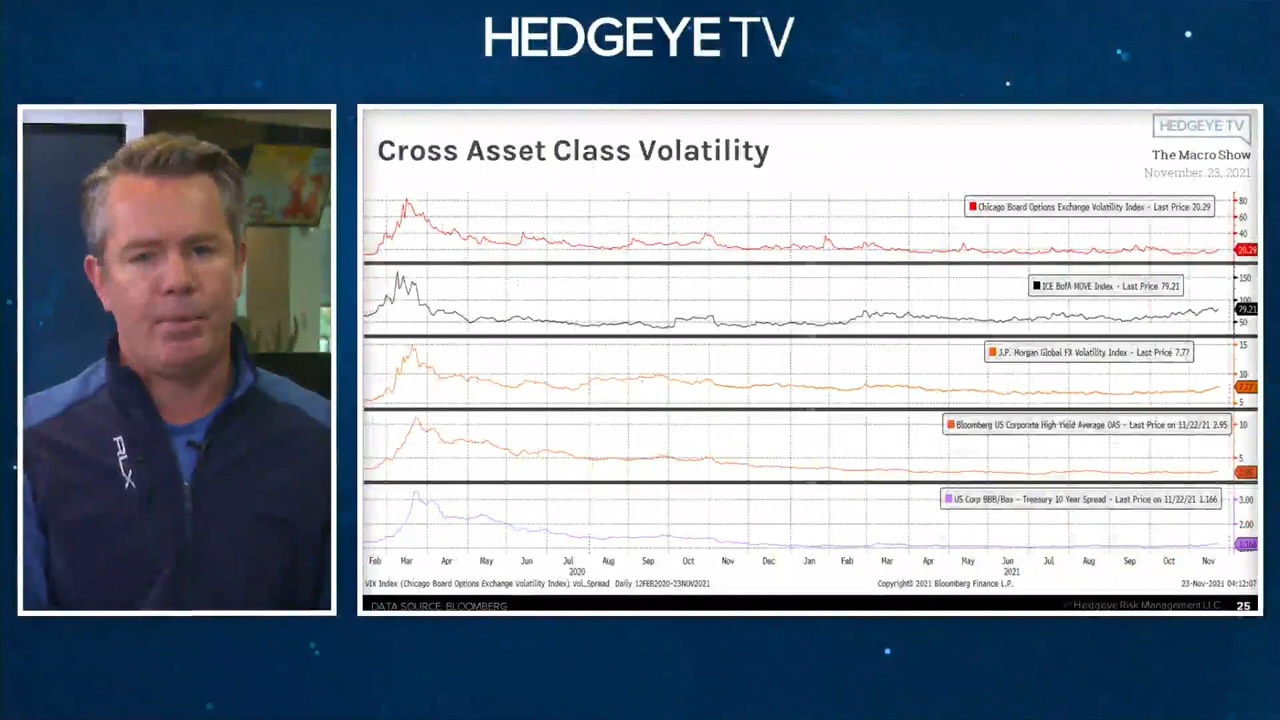 HEDGEYE TV
HEDGEYE TV
Cross Asset Class Volatility
The Macro Show
November 23, 2021
Chicago Board Options Exchange Volatility Index - Last Price 20.29
80
60
40
20.29
ICE BofA MOVE Index - Last Price 79.21
150
100
79.21
50
J.P. Morgan Global FX Volatility Index - Last Price 7.77
15
10
7.77
5
Bloomberg US Corporate High Yield Average OAS - Last Price on 11/22/21 2.95
10
5
2.95
US Corp BBB/Baa - Treasury 10 Year Spread - Last Price on 11/22/21 1.166
3.00
2.00
1.166
Feb Mar Apr May Jun Jul Aug Sep Oct Nov Dec Jan Feb Mar Apr May Jun Jul Aug Sep Oct Nov
2020 2021
VIX Index (Chicago Board Options Exchange Volatility Index) Vol_Spread Daily 12FEB2020-23NOV2021 Copyright© 2021 Bloomberg Finance L.P. 23-Nov-2021 04:12:07
DATA SOURCE: BLOOMBERG © Hedgeye Risk Management LLC 25
RLX